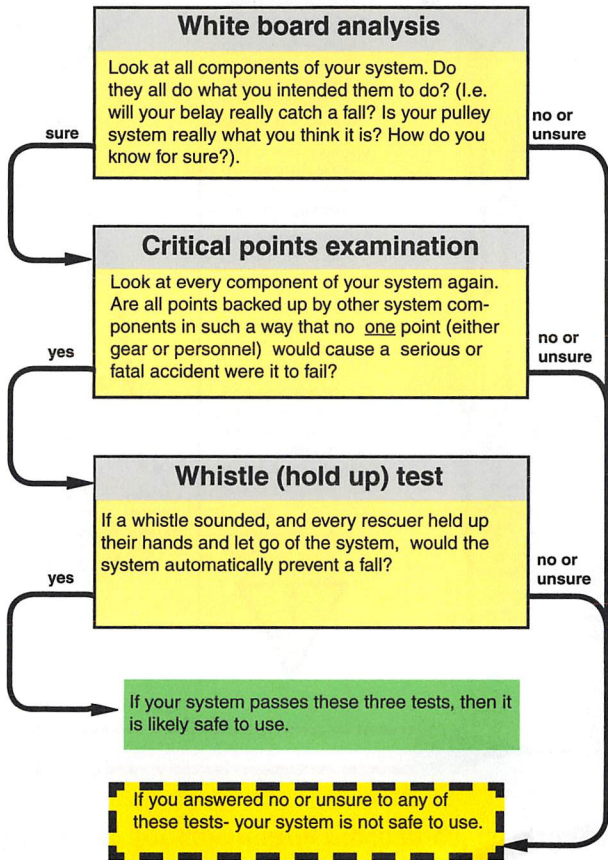 White board analysis
Look at all components of your system. Do
they all do what you intended them to do? (I.e.
will your belay really catch a fall? Is your pulley
system really what you think it is? How do you
know for sure?).
sure
no or
unsure
Critical points examination
Look at every component of your system again.
Are all points backed up by other system com-
ponents in such a way that no one point (either
gear or personnel) would cause a serious or
fatal accident were it to fail?
yes
no or
unsure
Whistle (hold up) test
If a whistle sounded, and every rescuer held up
their hands and let go of the system, would the
system automatically prevent a fall?
yes
no or
unsure
If your system passes these three tests, then it
is likely safe to use.
If you answered no or unsure to any of
these tests- your system is not safe to use.